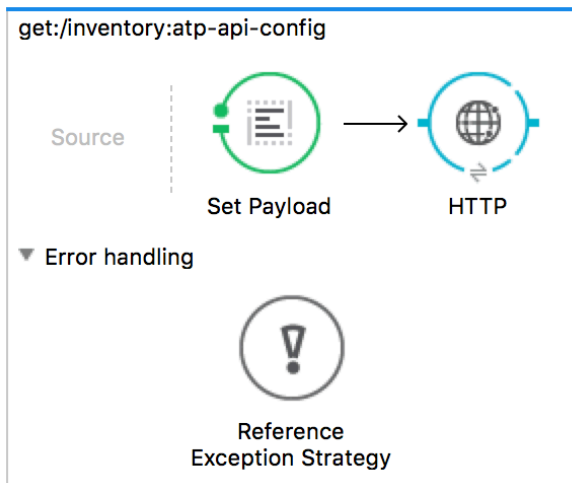 get:/inventory:atp-api-config
Source
Set Payload
HTTP
Error handling
Reference
Exception Strategy